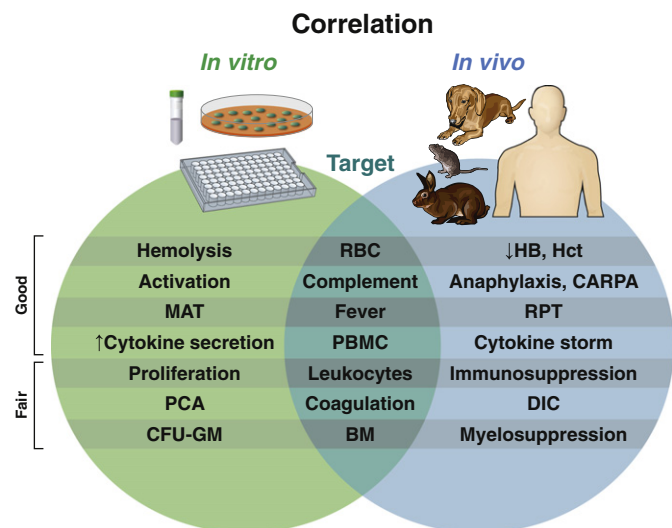 Correlation
In vitro
In vivo
Target
Good
Hemolysis RBC ↓HB, Hct
Activation Complement Anaphylaxis, CARPA
MAT Fever RPT
↑Cytokine secretion PBMC Cytokine storm
Fair
Proliferation Leukocytes Immunosuppression
PCA Coagulation DIC
CFU-GM BM Myelosuppression